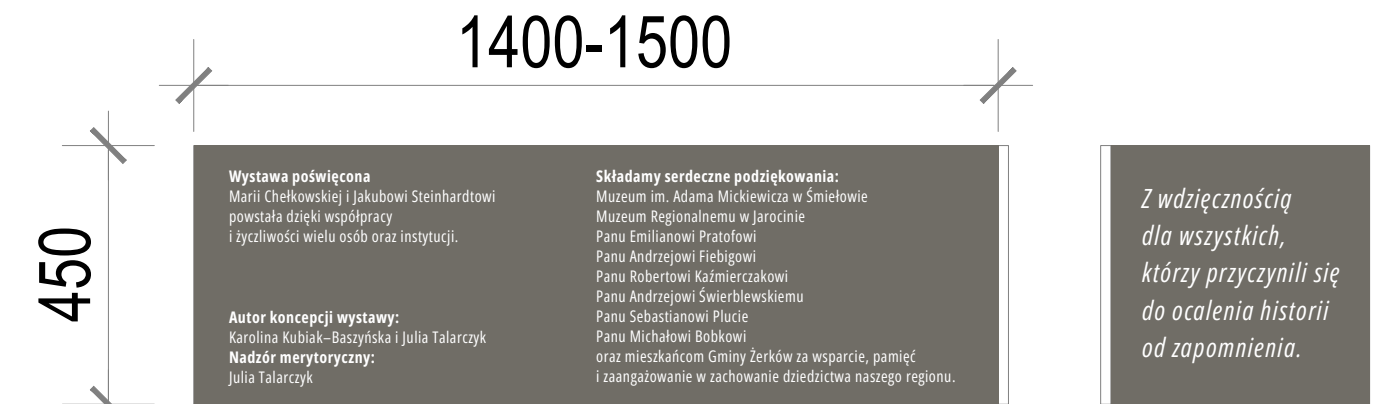 1400-1500
450
Wystawa poświęcona
Marii Chełkowskiej i Jakubowi Steinhardtowi
powstała dzięki współpracy
i życzliwości wielu osób oraz instytucji.
Autor koncepcji wystawy:
Karolina Kubiak–Baszyńska i Julia Talarczyk
Nadzór merytoryczny:
Julia Talarczyk
Składamy serdeczne podziękowania:
Muzeum im. Adama Mickiewicza w Śmiełowie
Muzeum Regionalnemu w Jarocinie
Panu Emilianowi Pratofowi
Panu Andrzejowi Fiebigowi
Panu Robertowi Kaźmierczakowi
Panu Andrzejowi Świerblewskiemu
Panu Sebastianowi Plucie
Panu Michałowi Bobkowi
oraz mieszkańcom Gminy Żerków za wsparcie, pamięć
i zaangażowanie w zachowanie dziedzictwa naszego regionu.
Z wdzięcznością
dla wszystkich,
którzy przyczynili się
do ocalenia historii
od zapomnienia.